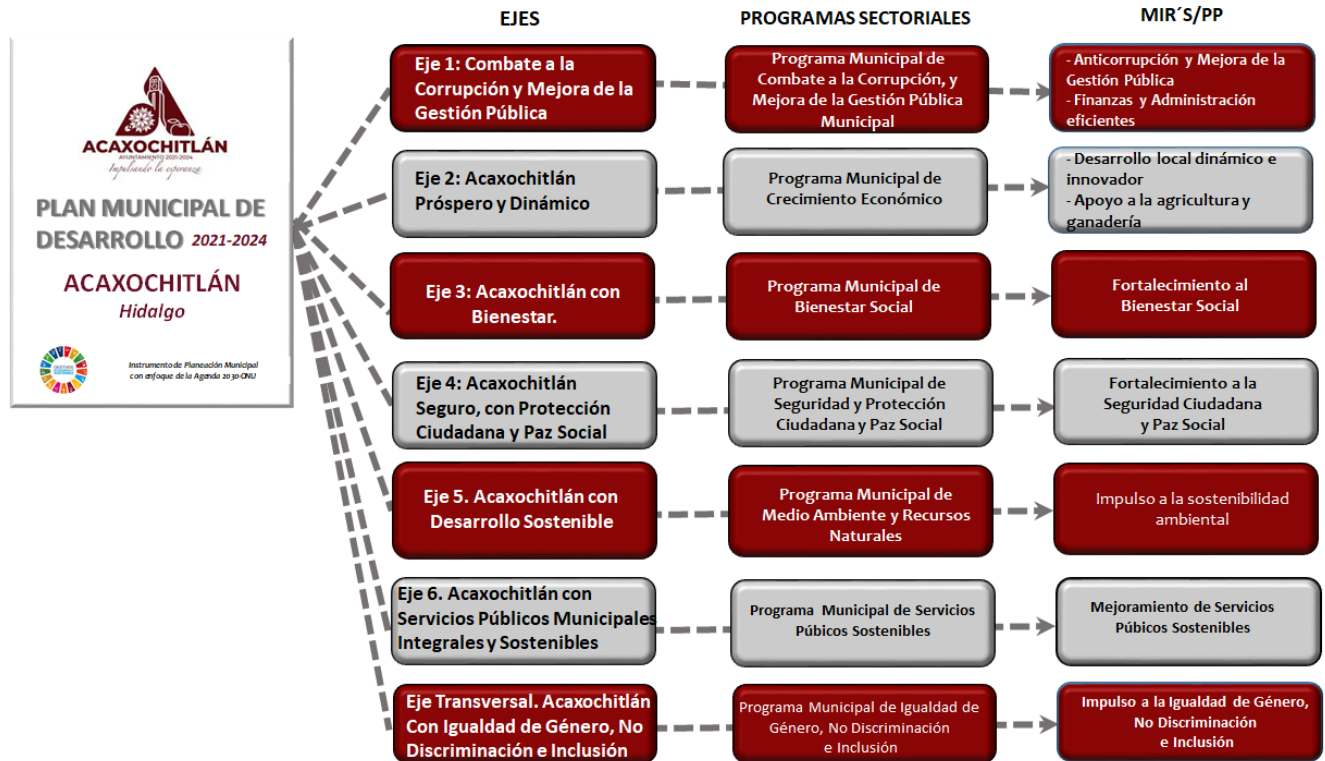 EJES
PROGRAMAS SECTORIALES
MIR´S/PP
ACAXOCHITLÁN
AYUNTAMIENTO 2021-2024
Impulsando la esperanza
PLAN MUNICIPAL DE
DESARROLLO 2021-2024
ACAXOCHITLÁN
Hidalgo
Instrumento de Planeación Municipal
con enfoque de la Agenda 2030-ONU
Eje 1: Combate a la
Corrupción y Mejora de la
Gestión Pública
Programa Municipal de
Combate a la Corrupción, y
Mejora de la Gestión Pública
Municipal
- Anticorrupción y Mejora de la
Gestión Pública
- Finanzas y Administración
eficientes
Eje 2: Acaxochitlán
Próspero y Dinámico
Programa Municipal de
Crecimiento Económico
- Desarrollo local dinámico e
innovador
- Apoyo a la agricultura y
ganadería
Eje 3: Acaxochitlán con
Bienestar.
Programa Municipal de
Bienestar Social
Fortalecimiento al
Bienestar Social
Eje 4: Acaxochitlán
Seguro, con Protección
Ciudadana y Paz Social
Programa Municipal de
Seguridad y Protección
Ciudadana y Paz Social
Fortalecimiento a la
Seguridad Ciudadana
y Paz Social
Eje 5. Acaxochitlán con
Desarrollo Sostenible
Programa Municipal de
Medio Ambiente y Recursos
Naturales
Impulso a la sostenibilidad
ambiental
Eje 6. Acaxochitlán con
Servicios Públicos Municipales
Integrales y Sostenibles
Programa Municipal de Servicios
Púbicos Sostenibles
Mejoramiento de Servicios
Púbicos Sostenibles
Eje Transversal. Acaxochitlán
Con Igualdad de Género, No
Discriminación e Inclusión
Programa Municipal de Igualdad de
Género, No Discriminación
e Inclusión
Impulso a la Igualdad de Género,
No Discriminación
e Inclusión